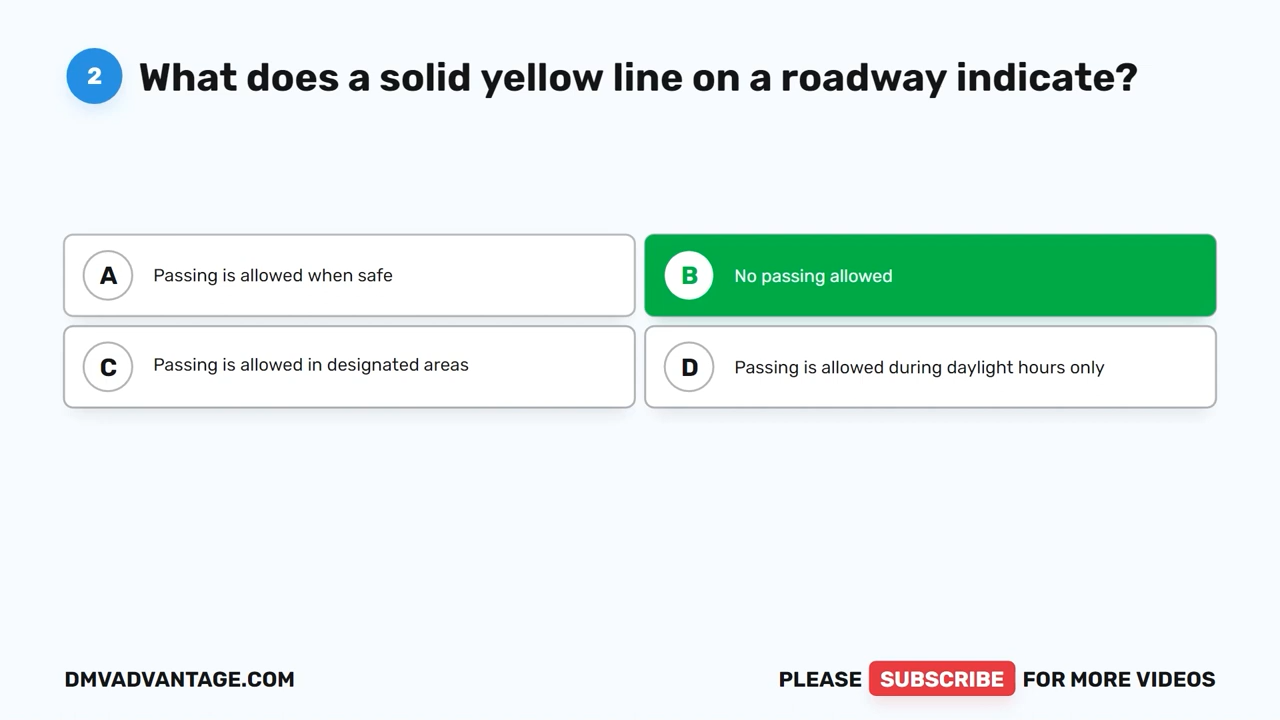 2 What does a solid yellow line on a roadway indicate?
A Passing is allowed when safe
B No passing allowed
C Passing is allowed in designated areas
D Passing is allowed during daylight hours only
DMVADVANTAGE.COM
PLEASE SUBSCRIBE FOR MORE VIDEOS